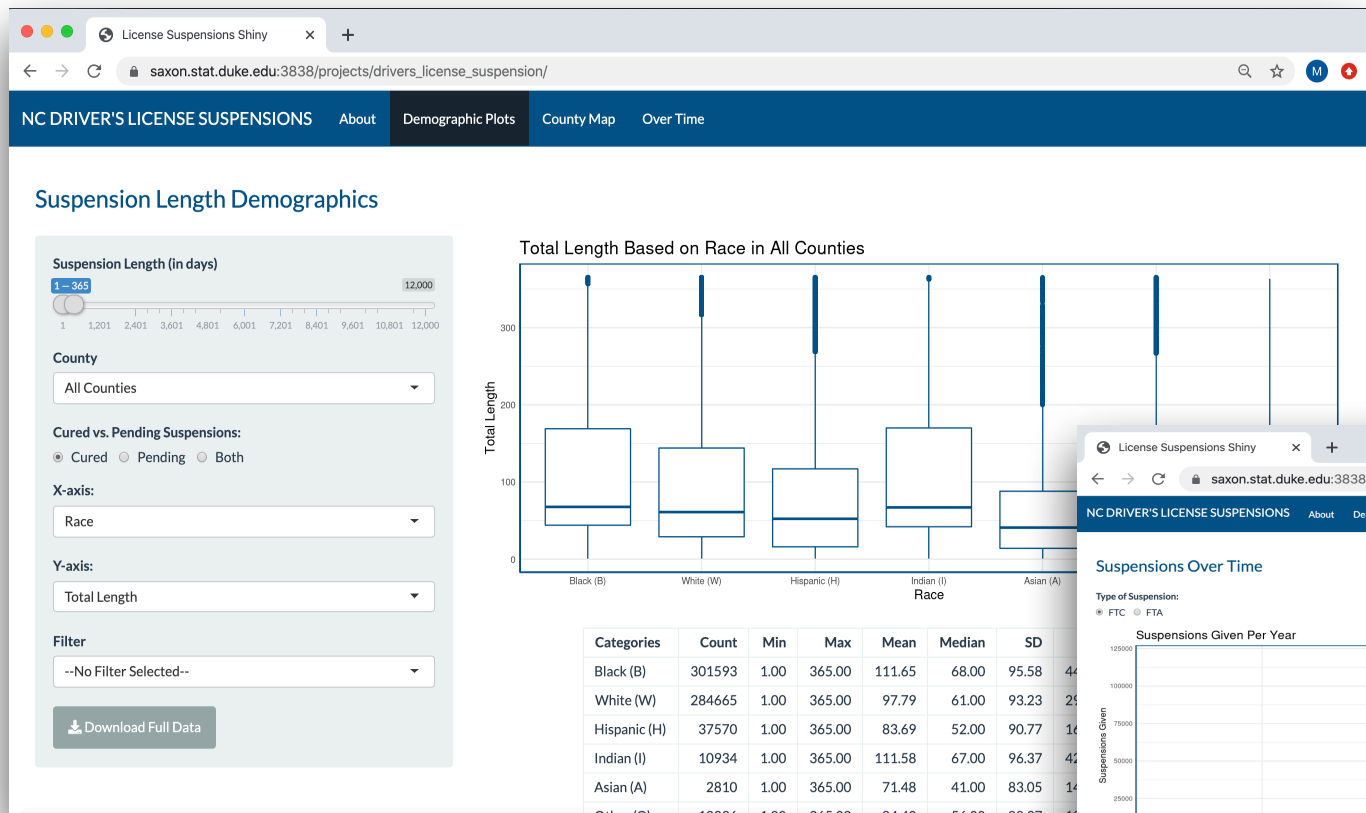 License Suspensions Shiny
saxon.stat.duke.edu:3838/projects/drivers_license_suspension/
M
NC DRIVER'S LICENSE SUSPENSIONS About Demographic Plots County Map Over Time
Suspension Length Demographics
Suspension Length (in days)
1 — 365 12,000
1 1,201 2,401 3,601 4,801 6,001 7,201 8,401 9,601 10,801 12,000
County
All Counties
Cured vs. Pending Suspensions:
Cured Pending Both
X-axis:
Race
Y-axis:
Total Length
Filter
--No Filter Selected--
Download Full Data
Total Length Based on Race in All Counties
Total Length
300
200
100
0
Black (B) White (W) Hispanic (H) Indian (I) Asian (A)
Race
Categories Count Min Max Mean Median SD
Black (B) 301593 1.00 365.00 111.65 68.00 95.58
White (W) 284665 1.00 365.00 97.79 61.00 93.23
Hispanic (H) 37570 1.00 365.00 83.69 52.00 90.77
Indian (I) 10934 1.00 365.00 111.58 67.00 96.37
Asian (A) 2810 1.00 365.00 71.48 41.00 83.05
License Suspensions Shiny
saxon.stat.duke.edu:3838
NC DRIVER'S LICENSE SUSPENSIONS About De
Suspensions Over Time
Type of Suspension:
FTC FTA
Suspensions Given Per Year
Suspensions Given
125000
100000
75000
50000
25000